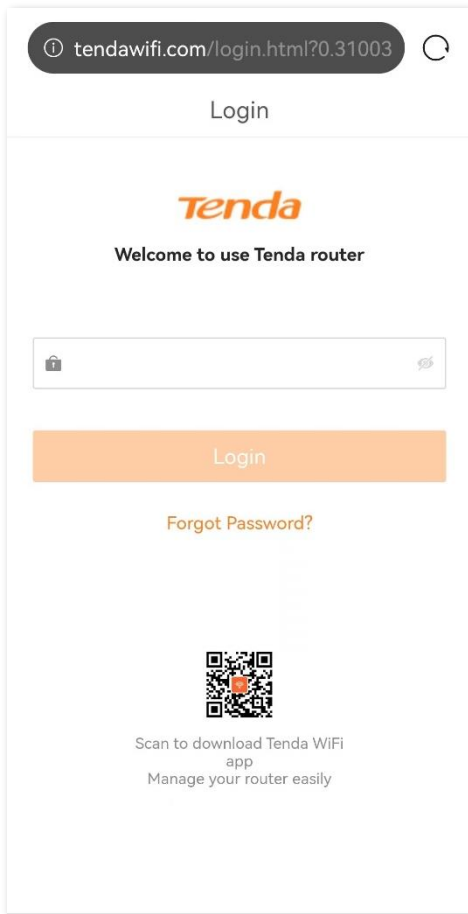 tendawifi.com/login.html?0.31003
Login
Tenda
Welcome to use Tenda router
Login
Forgot Password?
Scan to download Tenda WiFi
app
Manage your router easily